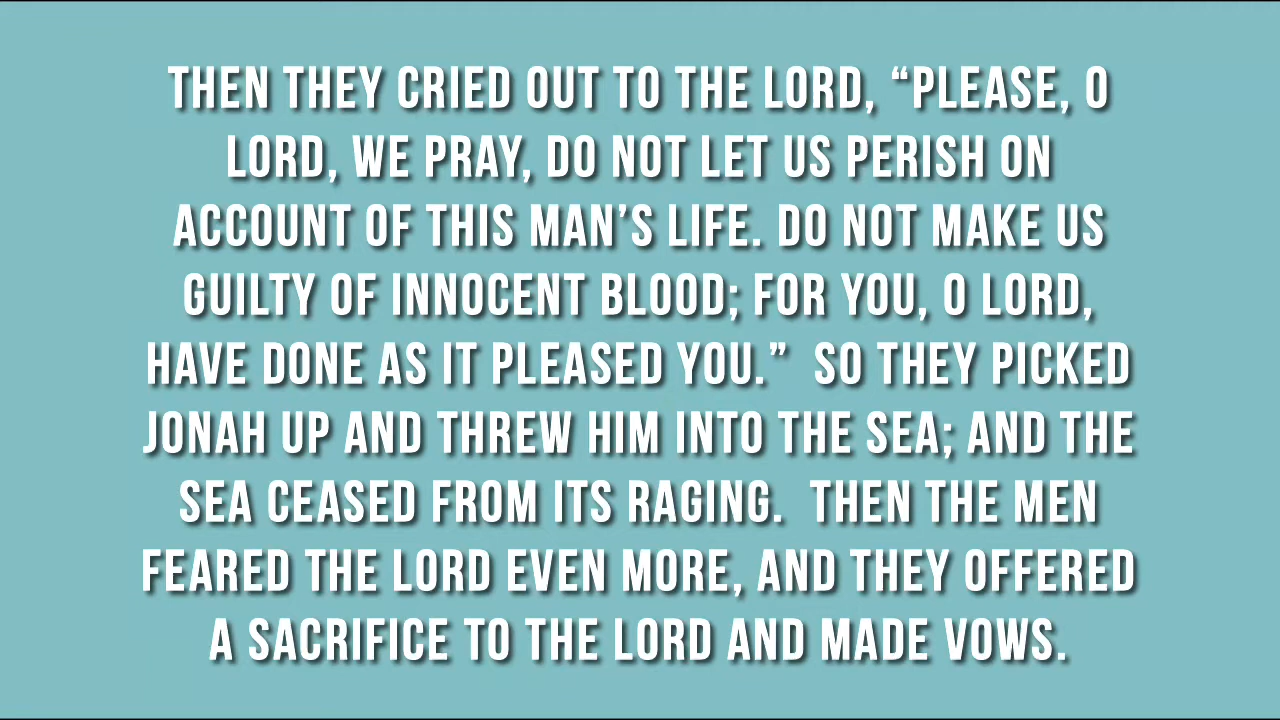 THEN THEY CRIED OUT TO THE LORD, “PLEASE, O
LORD, WE PRAY, DO NOT LET US PERISH ON
ACCOUNT OF THIS MAN’S LIFE. DO NOT MAKE US
GUILTY OF INNOCENT BLOOD; FOR YOU, O LORD,
HAVE DONE AS IT PLEASED YOU.”  SO THEY PICKED
JONAH UP AND THREW HIM INTO THE SEA; AND THE
SEA CEASED FROM ITS RAGING.  THEN THE MEN
FEARED THE LORD EVEN MORE, AND THEY OFFERED
A SACRIFICE TO THE LORD AND MADE VOWS.